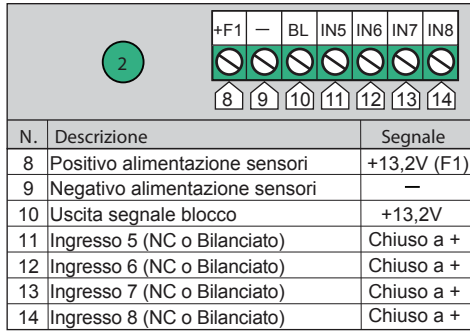 +F1 — BL IN5 IN6 IN7 IN8
2
8 9 10 11 12 13 14
N. Descrizione Segnale
8 Positivo alimentazione sensori +13,2V (F1)
9 Negativo alimentazione sensori —
10 Uscita segnale blocco +13,2V
11 Ingresso 5 (NC o Bilanciato) Chiuso a +
12 Ingresso 6 (NC o Bilanciato) Chiuso a +
13 Ingresso 7 (NC o Bilanciato) Chiuso a +
14 Ingresso 8 (NC o Bilanciato) Chiuso a +